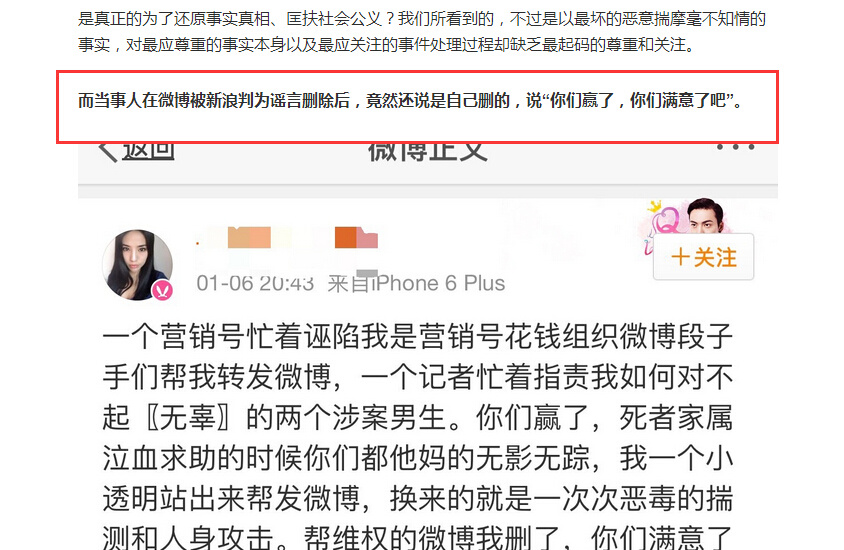 是真正的为了还原事实真相、匡扶社会公义？我们所看到的，不过是以最坏的恶意揣摩毫不知情的
事实，对最应尊重的事实本身以及最应关注的事件处理过程却缺乏最起码的尊重和关注。
而当事人在微博被新浪判为谣言删除后，竟然还说是自己删的，说“你们赢了，你们满意了吧”。
返回 微博正文
+关注
01-06 20:43 来自iPhone 6 Plus
一个营销号忙着诬陷我是营销号花钱组织微博段子
手们帮我转发微博，一个记者忙着指责我如何对不
起〖无辜〗的两个涉案男生。你们赢了，死者家属
泣血求助的时候你们都他妈的无影无踪，我一个小
透明站出来帮发微博，换来的就是一次次恶毒的揣
测和人身攻击。帮维权的微博我删了，你们满意了